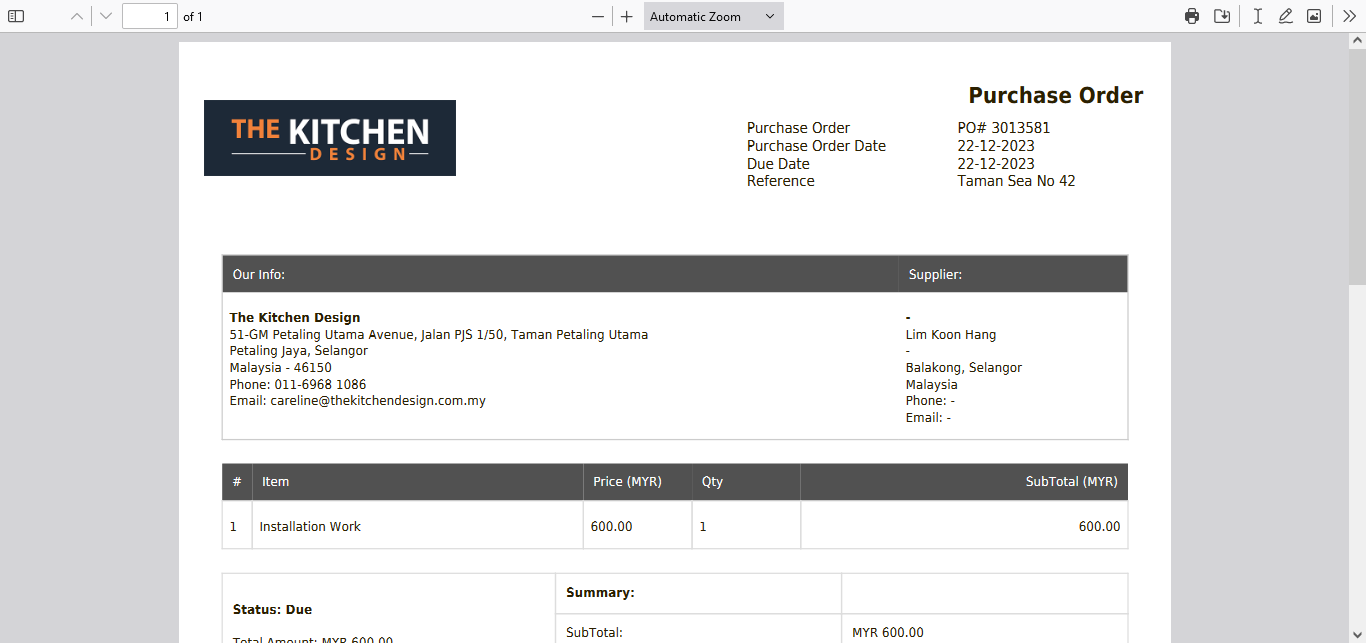 1 of 1
Automatic Zoom
Purchase Order
THE KITCHEN
DESIGN
Purchase Order PO# 3013581
Purchase Order Date 22-12-2023
Due Date 22-12-2023
Reference Taman Sea No 42
Our Info: Supplier:
The Kitchen Design -
51-GM Petaling Utama Avenue, Jalan PJS 1/50, Taman Petaling Utama Lim Koon Hang
Petaling Jaya, Selangor -
Malaysia - 46150 Balakong, Selangor
Phone: 011-6968 1086 Malaysia
Email: careline@thekitchendesign.com.my Phone: -
Email: -
# Item Price (MYR) Qty SubTotal (MYR)
1 Installation Work 600.00 1 600.00
Summary:
Status: Due
SubTotal: MYR 600.00
Total Amount: MYR 600.00